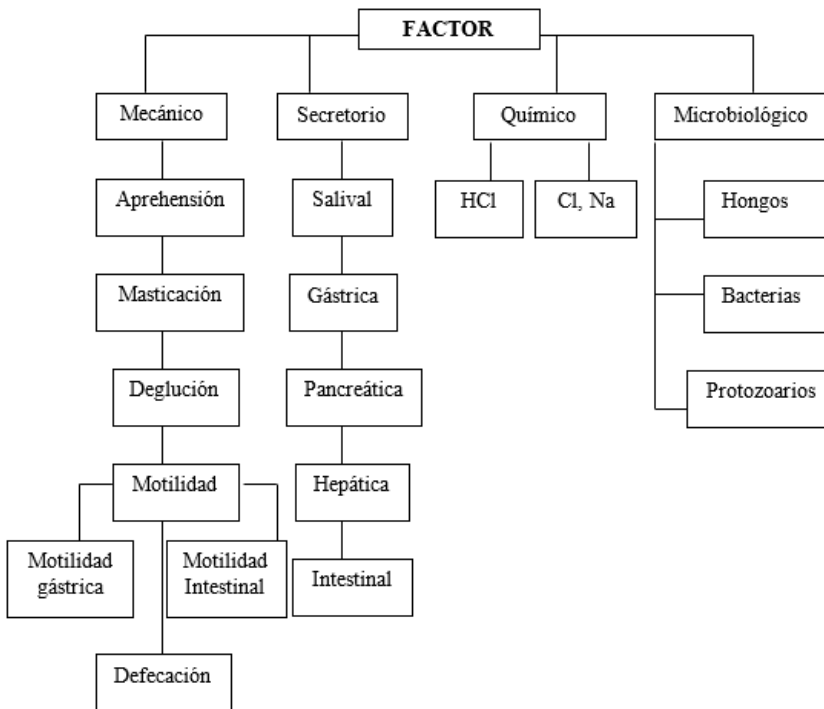 FACTOR
Mecánico
Secretorio
Químico
Microbiológico
Aprehensión
Salival
HCl
Cl, Na
Hongos
Masticación
Gástrica
Bacterias
Deglución
Pancreática
Protozoarios
Motilidad
Hepática
Motilidad
gástrica
Motilidad
Intestinal
Intestinal
Defecación